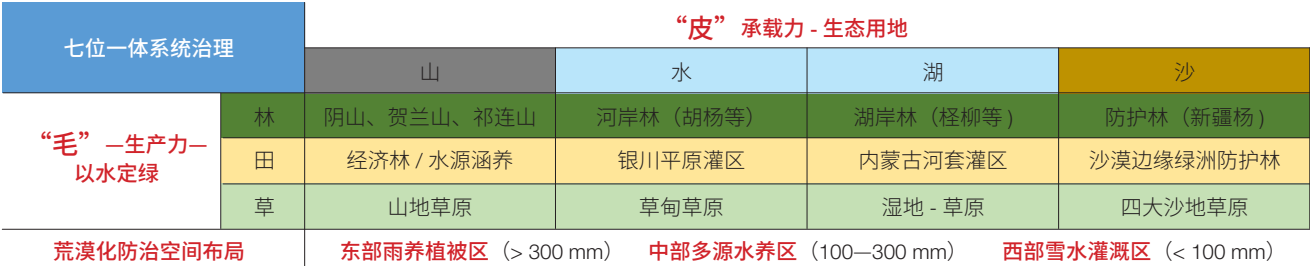 七位一体系统治理
“皮”承载力 - 生态用地
山 水 湖 沙
“毛”—生产力—
以水定绿
林 阴山、贺兰山、祁连山 河岸林（胡杨等） 湖岸林（柽柳等 ) 防护林（新疆杨 )
田 经济林 / 水源涵养 银川平原灌区 内蒙古河套灌区 沙漠边缘绿洲防护林
草 山地草原 草甸草原 湿地 - 草原 四大沙地草原
荒漠化防治空间布局 东部雨养植被区（> 300 mm） 中部多源水养区（100—300 mm） 西部雪水灌溉区（< 100 mm）